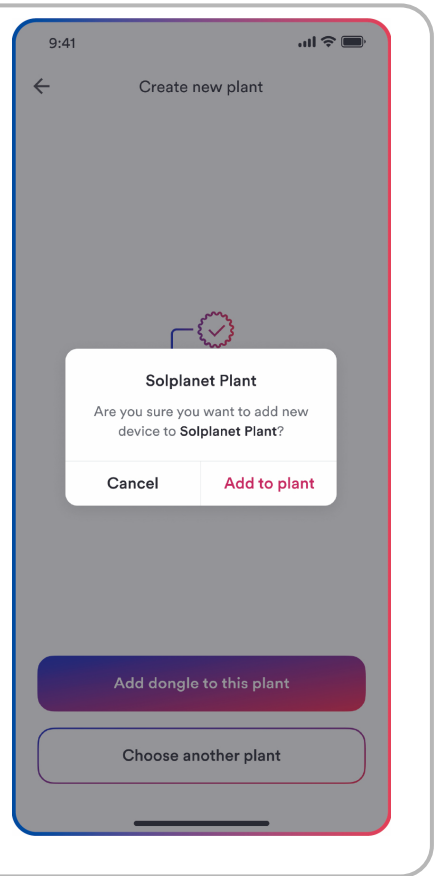 9:41
Create new plant
Solplanet Plant
Are you sure you want to add new
device to Solplanet Plant?
Cancel
Add to plant
Add dongle to this plant
Choose another plant